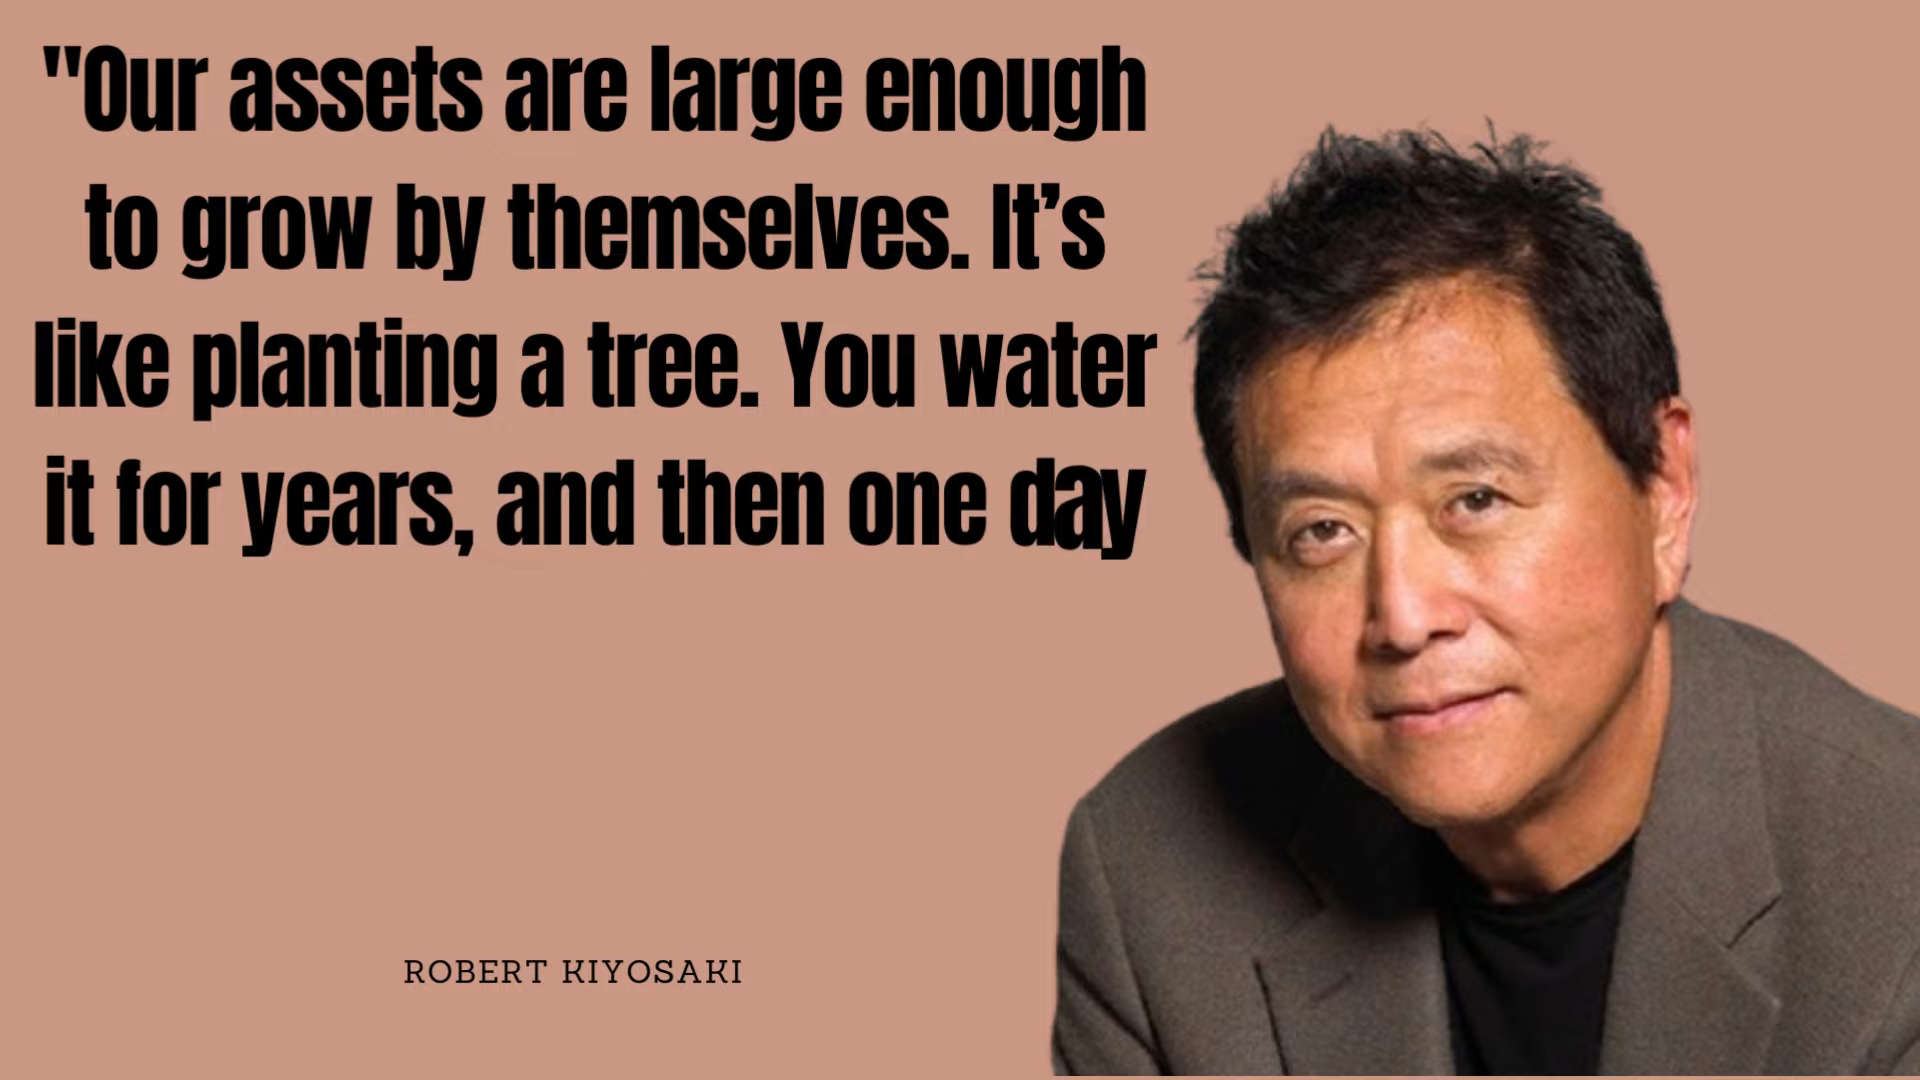 "Our assets are large enough
to grow by themselves. It’s
like planting a tree. You water
it for years, and then one day
ROBERT KIYOSAKI